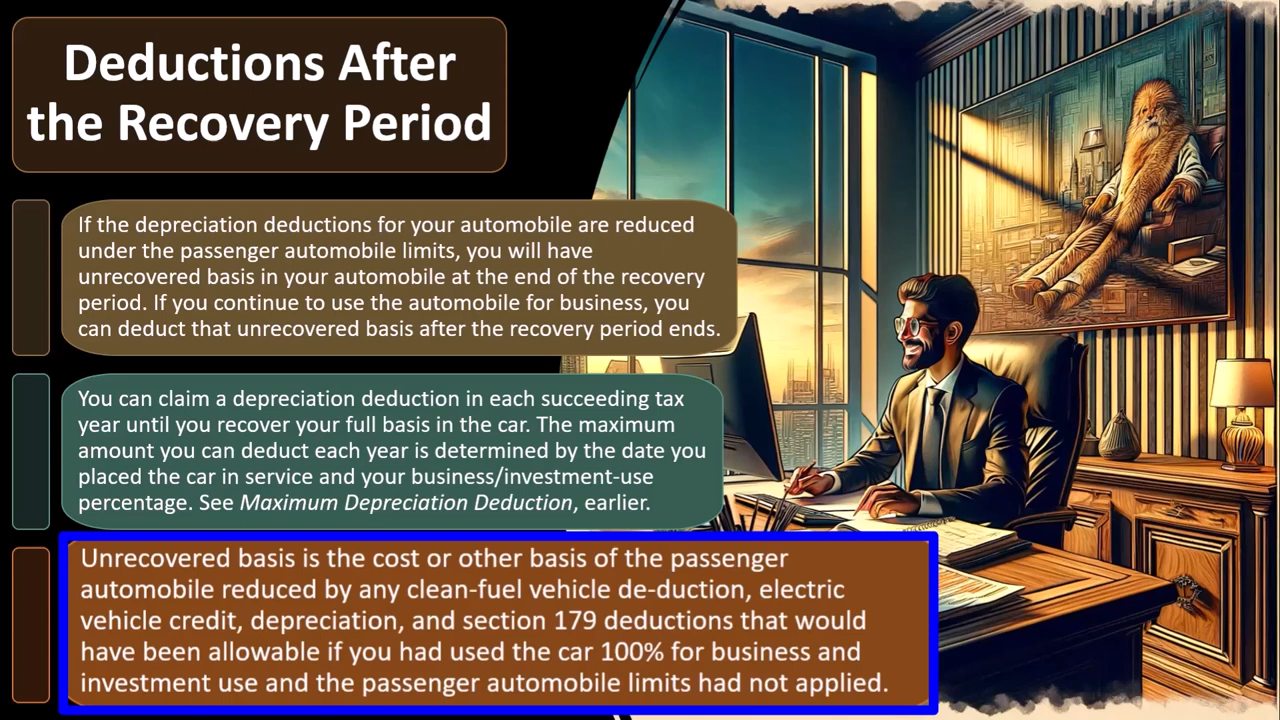 Deductions After
the Recovery Period
If the depreciation deductions for your automobile are reduced
under the passenger automobile limits, you will have
unrecovered basis in your automobile at the end of the recovery
period. If you continue to use the automobile for business, you
can deduct that unrecovered basis after the recovery period ends.
You can claim a depreciation deduction in each succeeding tax
year until you recover your full basis in the car. The maximum
amount you can deduct each year is determined by the date you
placed the car in service and your business/investment-use
percentage. See Maximum Depreciation Deduction, earlier.
Unrecovered basis is the cost or other basis of the passenger
automobile reduced by any clean-fuel vehicle de-duction, electric
vehicle credit, depreciation, and section 179 deductions that would
have been allowable if you had used the car 100% for business and
investment use and the passenger automobile limits had not applied.